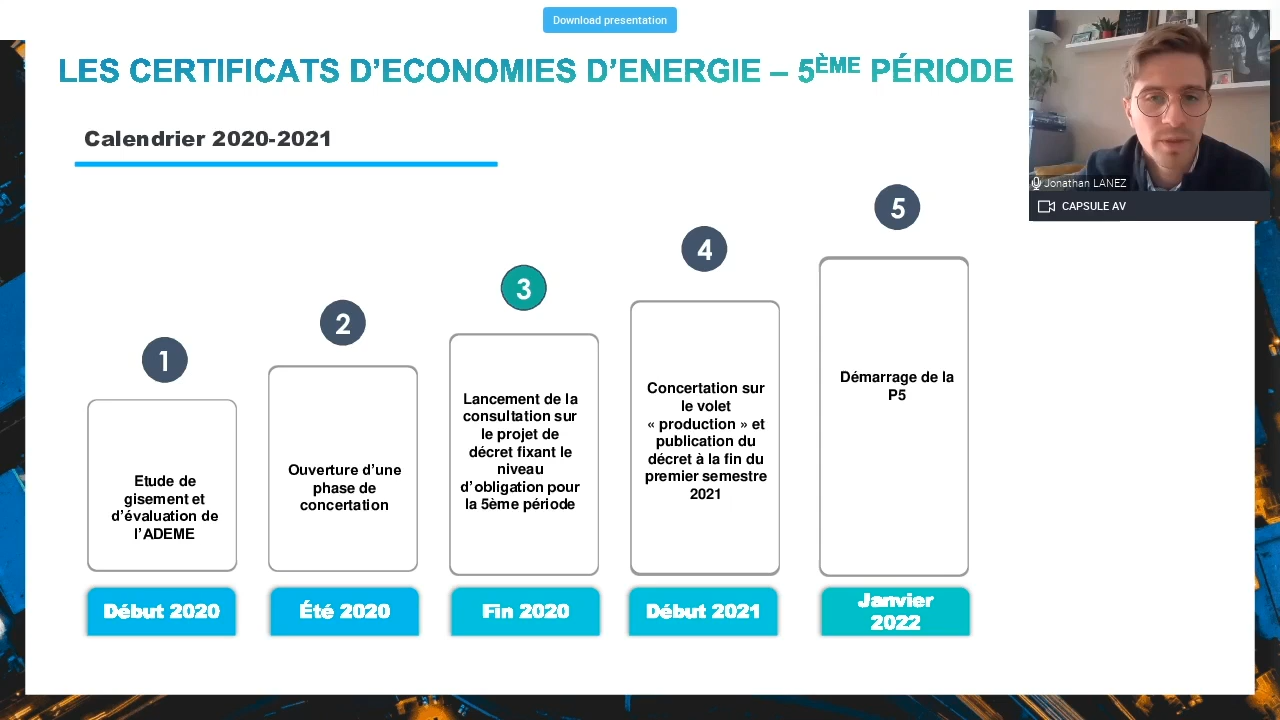 Download presentation
LES CERTIFICATS D’ECONOMIES D’ENERGIE – 5ÈME PÉRIODE
Calendrier 2020-2021
Jonathan LANEZ
CAPSULE AV
1
Etude de
gisement et
d’évaluation de
l’ADEME
Début 2020
2
Ouverture d’une
phase de
concertation
Été 2020
3
Lancement de la
consultation sur
le projet de
décret fixant le
niveau
d’obligation pour
la 5ème période
Fin 2020
4
Concertation sur
le volet
« production » et
publication du
décret à la fin du
premier semestre
2021
Début 2021
5
Démarrage de la
P5
Janvier
2022